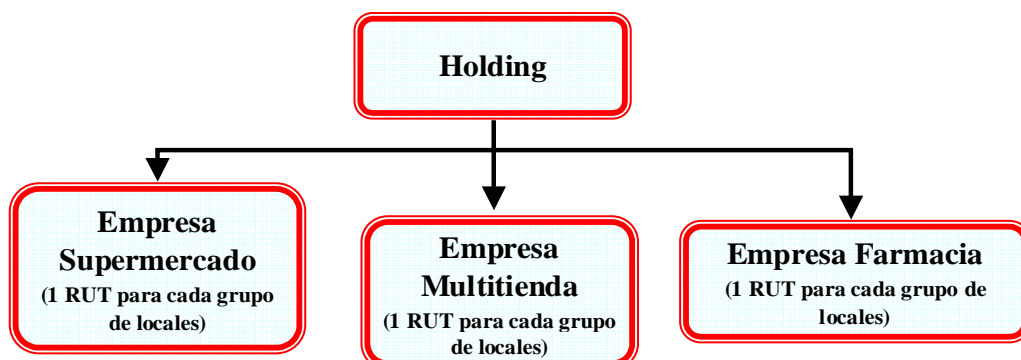 Holding
Empresa
Supermercado
(1 RUT para cada grupo
de locales)
Empresa
Multitienda
(1 RUT para cada grupo
de locales)
Empresa Farmacia
(1 RUT para cada grupo de
locales)